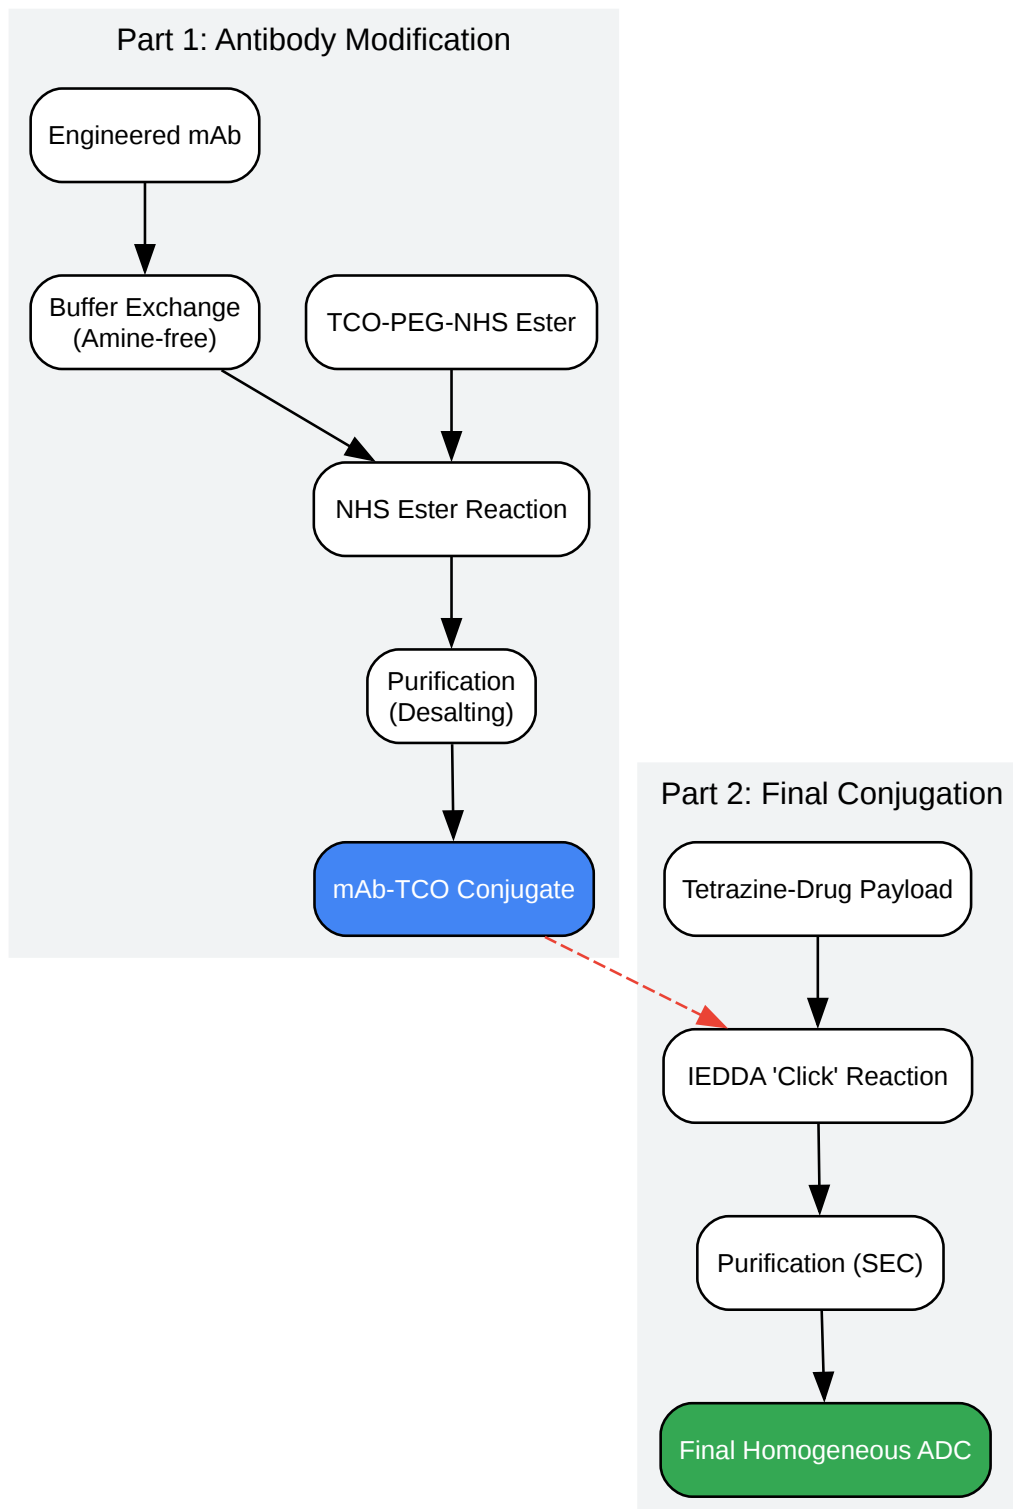 Part 1: Antibody Modification
Engineered mAb
Buffer Exchange
(Amine-free)
TCO-PEG-NHS Ester
NHS Ester Reaction
Purification
(Desalting)
mAb-TCO Conjugate
Part 2: Final Conjugation
Tetrazine-Drug Payload
IEDDA 'Click' Reaction
Purification (SEC)
Final Homogeneous ADC